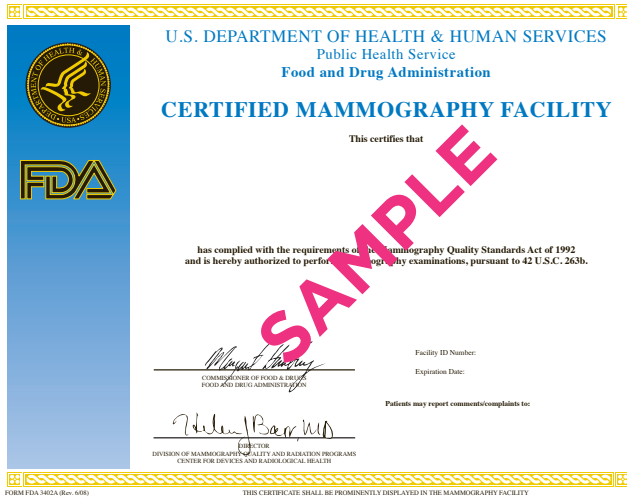 U.S. DEPARTMENT OF HEALTH & HUMAN SERVICES
Public Health Service
Food and Drug Administration
CERTIFIED MAMMOGRAPHY FACILITY
This certifies that
DEPARTMENT OF HEALTH & HUMAN SERVICES • USA
FDA
SAMPLE
has complied with the requirements of the Mammography Quality Standards Act of 1992
and is hereby authorized to perform mammography examinations, pursuant to 42 U.S.C. 263b.
COMMISSIONER OF FOOD & DRUGS
FOOD AND DRUG ADMINISTRATION
Facility ID Number:
Expiration Date:
Patients may report comments/complaints to:
Helen J Barr, MD
DIRECTOR
DIVISION OF MAMMOGRAPHY QUALITY AND RADIATION PROGRAMS
CENTER FOR DEVICES AND RADIOLOGICAL HEALTH
FORM FDA 3402A (Rev. 6/08)
THIS CERTIFICATE SHALL BE PROMINENTLY DISPLAYED IN THE MAMMOGRAPHY FACILITY